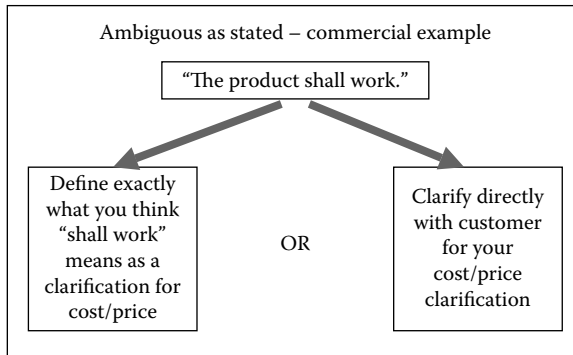 Ambiguous as stated – commercial example
“The product shall work.”
Define exactly
what you think
“shall work”
means as a
clarification for
cost/price
OR
Clarify directly
with customer
for your
cost/price
clarification